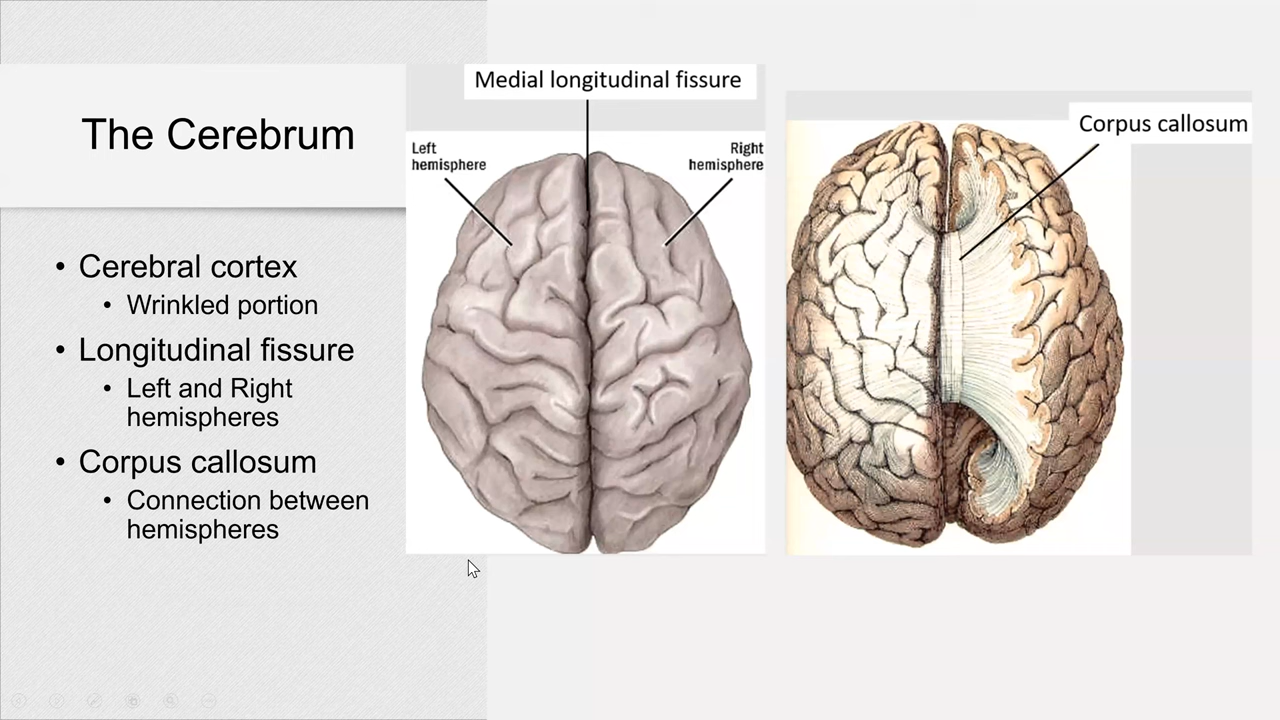 The Cerebrum
• Cerebral cortex
• Wrinkled portion
• Longitudinal fissure
• Left and Right
hemispheres
• Corpus callosum
• Connection between
hemispheres
Medial longitudinal fissure
Left
hemisphere
Right
hemisphere
Corpus callosum